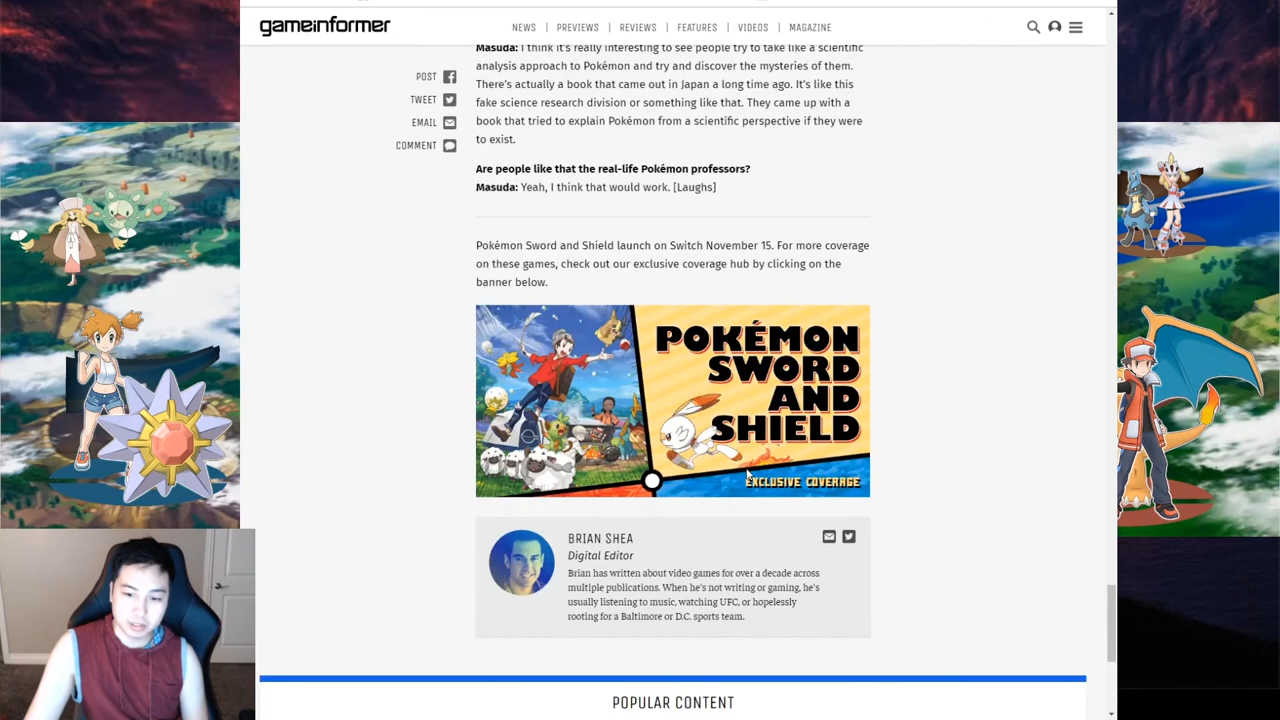 gameinformer
NEWS | PREVIEWS | REVIEWS | FEATURES | VIDEOS | MAGAZINE
Masuda: I think it's really interesting to see people try to take like a scientific
analysis approach to Pokémon and try and discover the mysteries of them.
There's actually a book that came out in Japan a long time ago. It's like this
fake science research division or something like that. They came up with a
book that tried to explain Pokémon from a scientific perspective if they were
to exist.
POST
TWEET
EMAIL
COMMENT
Are people like that the real-life Pokémon professors?
Masuda: Yeah, I think that would work. [Laughs]
Pokémon Sword and Shield launch on Switch November 15. For more coverage
on these games, check out our exclusive coverage hub by clicking on the
banner below.
POKÉMON
SWORD
AND
SHIELD
EXCLUSIVE COVERAGE
BRIAN SHEA
Digital Editor
Brian has written about video games for over a decade across
multiple publications. When he's not writing or gaming, he's
usually listening to music, watching UFC, or hopelessly
rooting for a Baltimore or D.C. sports team.
POPULAR CONTENT